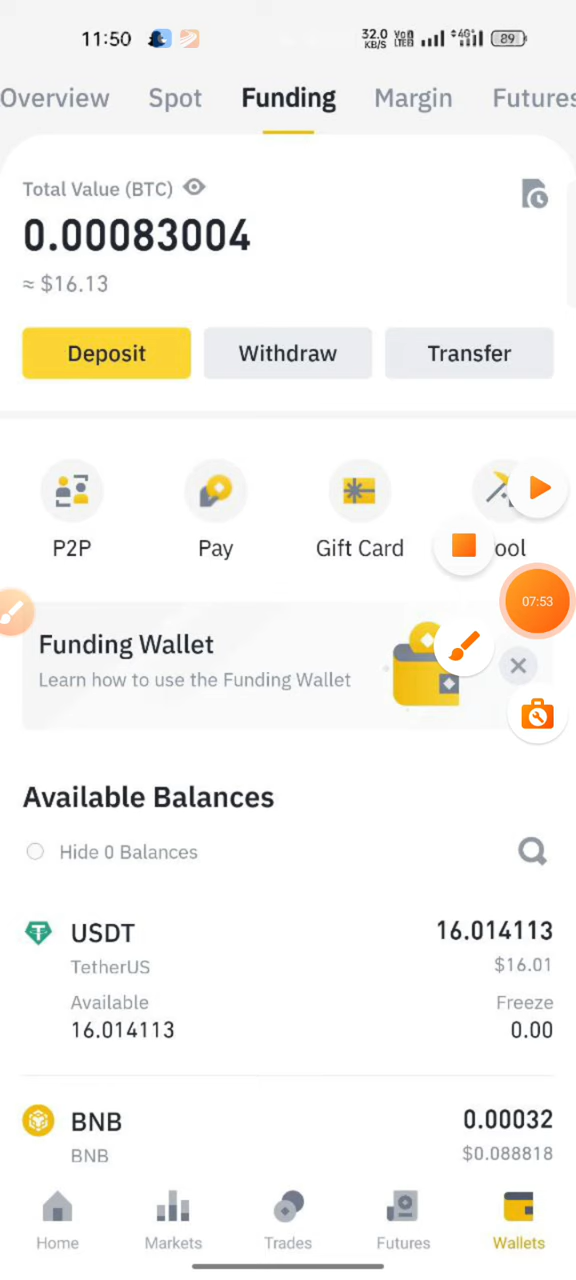 11:50 32.0 KB/S Vo LTE 4G 89
Overview Spot Funding Margin Futures
Total Value (BTC)
0.00083004
≈ $16.13
Deposit Withdraw Transfer
P2P Pay Gift Card ool
07:53
Funding Wallet
Learn how to use the Funding Wallet
Available Balances
Hide 0 Balances
USDT 16.014113
TetherUS $16.01
Available Freeze
16.014113 0.00
BNB 0.00032
BNB $0.088818
Home Markets Trades Futures Wallets